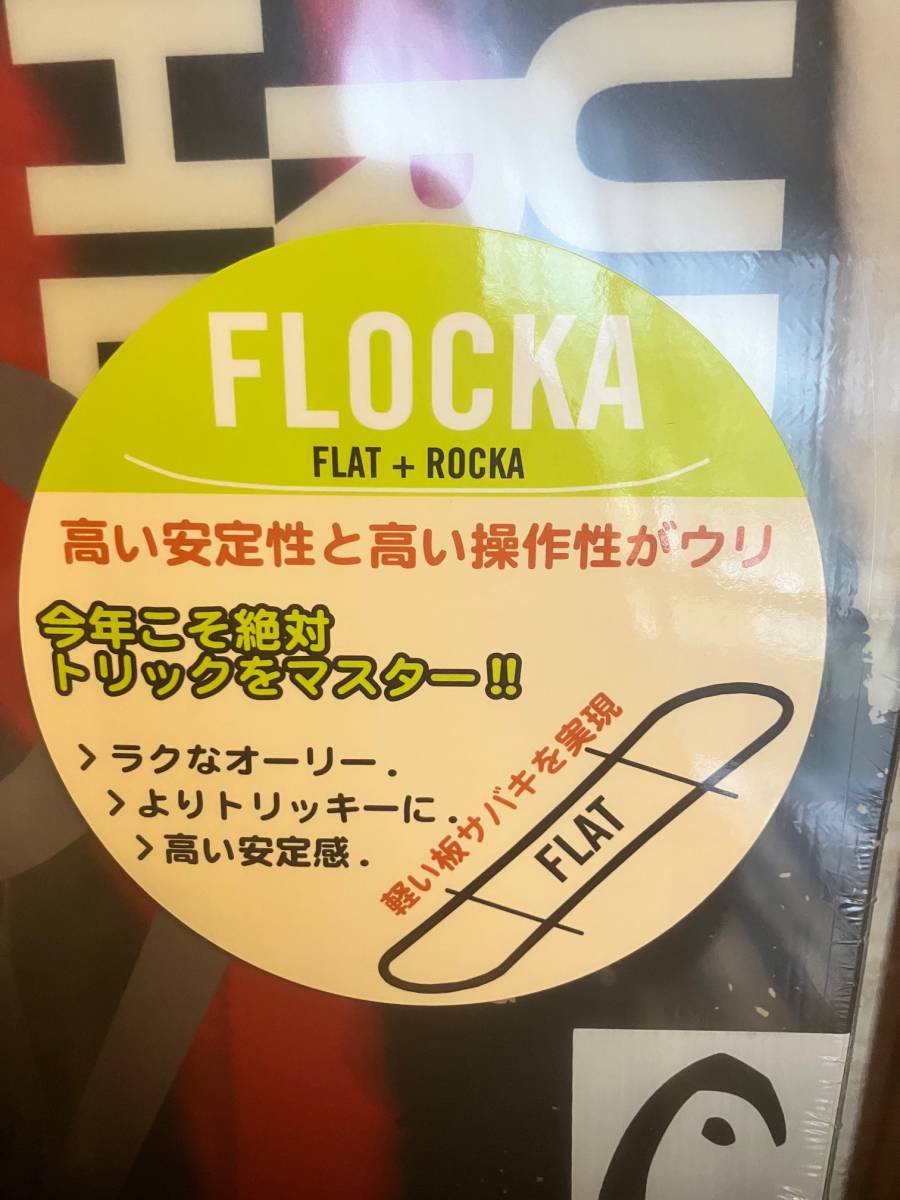 FLOCKA
FLAT + ROCKA
高い安定性と高い操作性がウリ
今年こそ絶対
トリックをマスター!!
> ラクなオーリー.
> よりトリッキーに.
> 高い安定感.
軽い板サバキを実現
FLAT